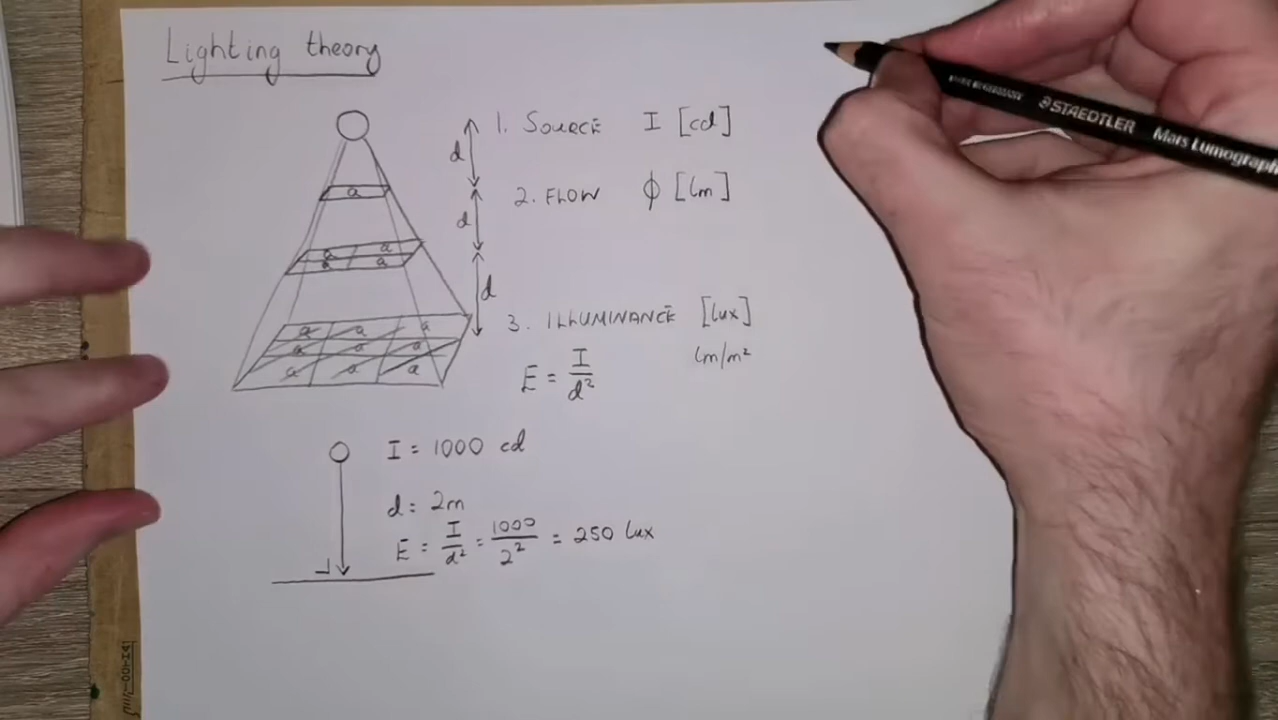 Lighting theory
d 1. SOURCE I [cd]
a
d 2. FLOW ϕ [lm]
a a
a a
d
3. ILLUMINANCE [lux]
a a a
a a a
a a a
lm/m²
E = I/d²
I = 1000 cd
d = 2m
E = I/d² = 1000/2² = 250 lux
STAEDTLER Mars Lumograph